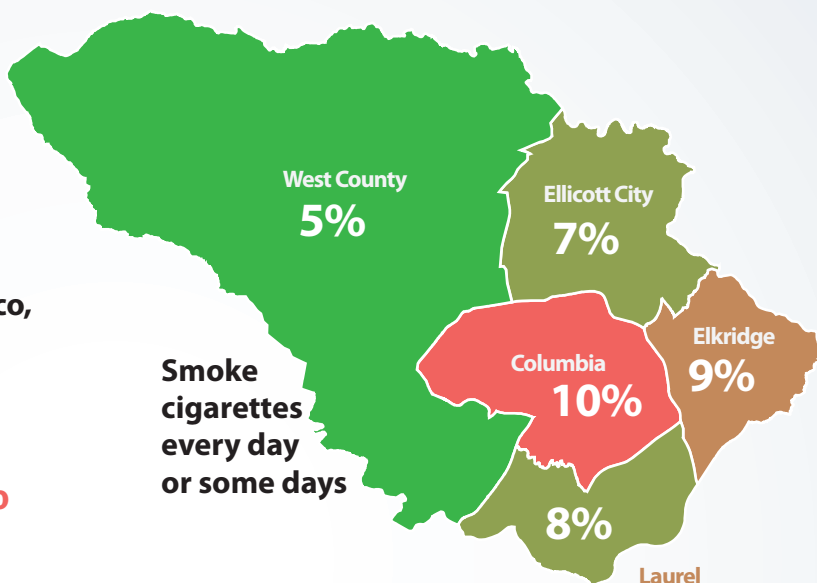 West County
5%
Ellicott City
7%
co,
Elkridge
9%
Columbia
10%
Smoke
cigarettes
every day
or some days
8%
Laurel